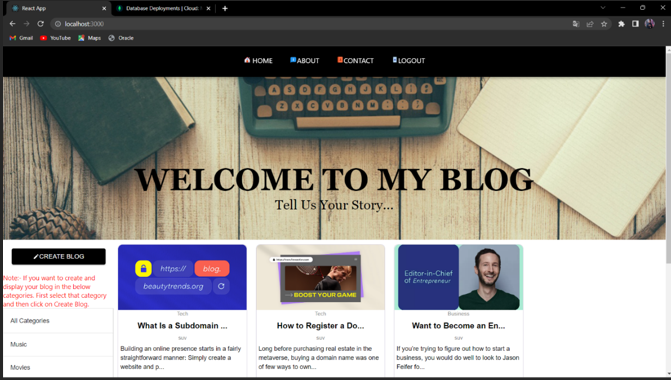 React App
Database Deployments | Cloud:
localhost:3000
Gmail
YouTube
Maps
Oracle
HOME
ABOUT
CONTACT
LOGOUT
WELCOME TO MY BLOG
Tell Us Your Story...
CREATE BLOG
Note:- If you want to create and
display your blog in the below
categories. First select that category
and then click on Create Blog.
All Categories
Music
Movies
https://
blog.
beautytrends.org
Tech
What Is a Subdomain ...
Building an online presence starts in a fairly
straightforward manner: Simply create a
website and p...
BOOST YOUR GAME
Tech
How to Register a Do...
Long before purchasing real estate in the
metaverse, buying a domain name was
one of few ways to own...
Editor-in-Chief
of Entrepreneur
Business
Want to Become an En...
If you're trying to figure out how to start a
business, you would do well to look to Jason
Feifer fo...